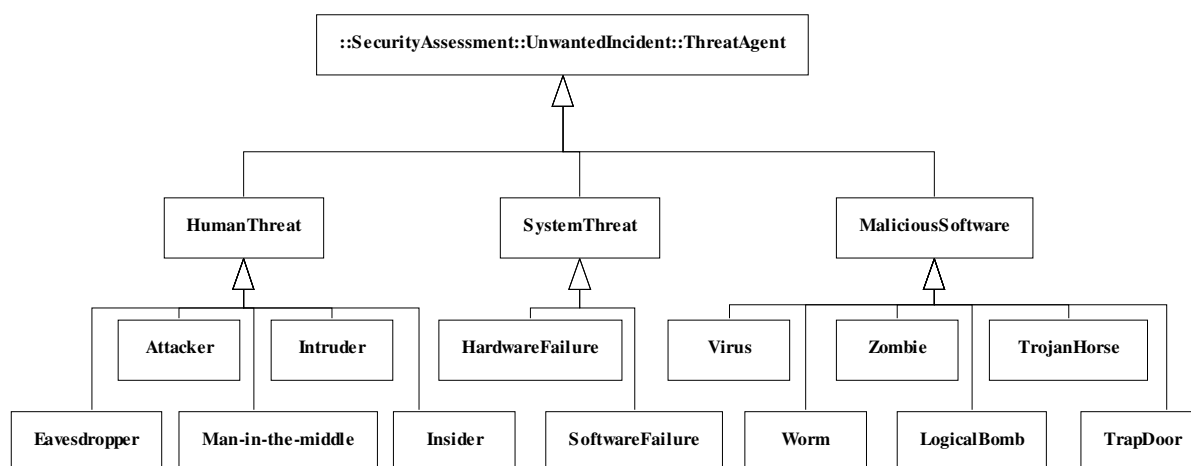 ::SecurityAssessment::UnwantedIncident::ThreatAgent
HumanThreat
SystemThreat
MaliciousSoftware
Attacker
Intruder
HardwareFailure
Virus
Zombie
TrojanHorse
Eavesdropper
Man-in-the-middle
Insider
SoftwareFailure
Worm
LogicalBomb
TrapDoor